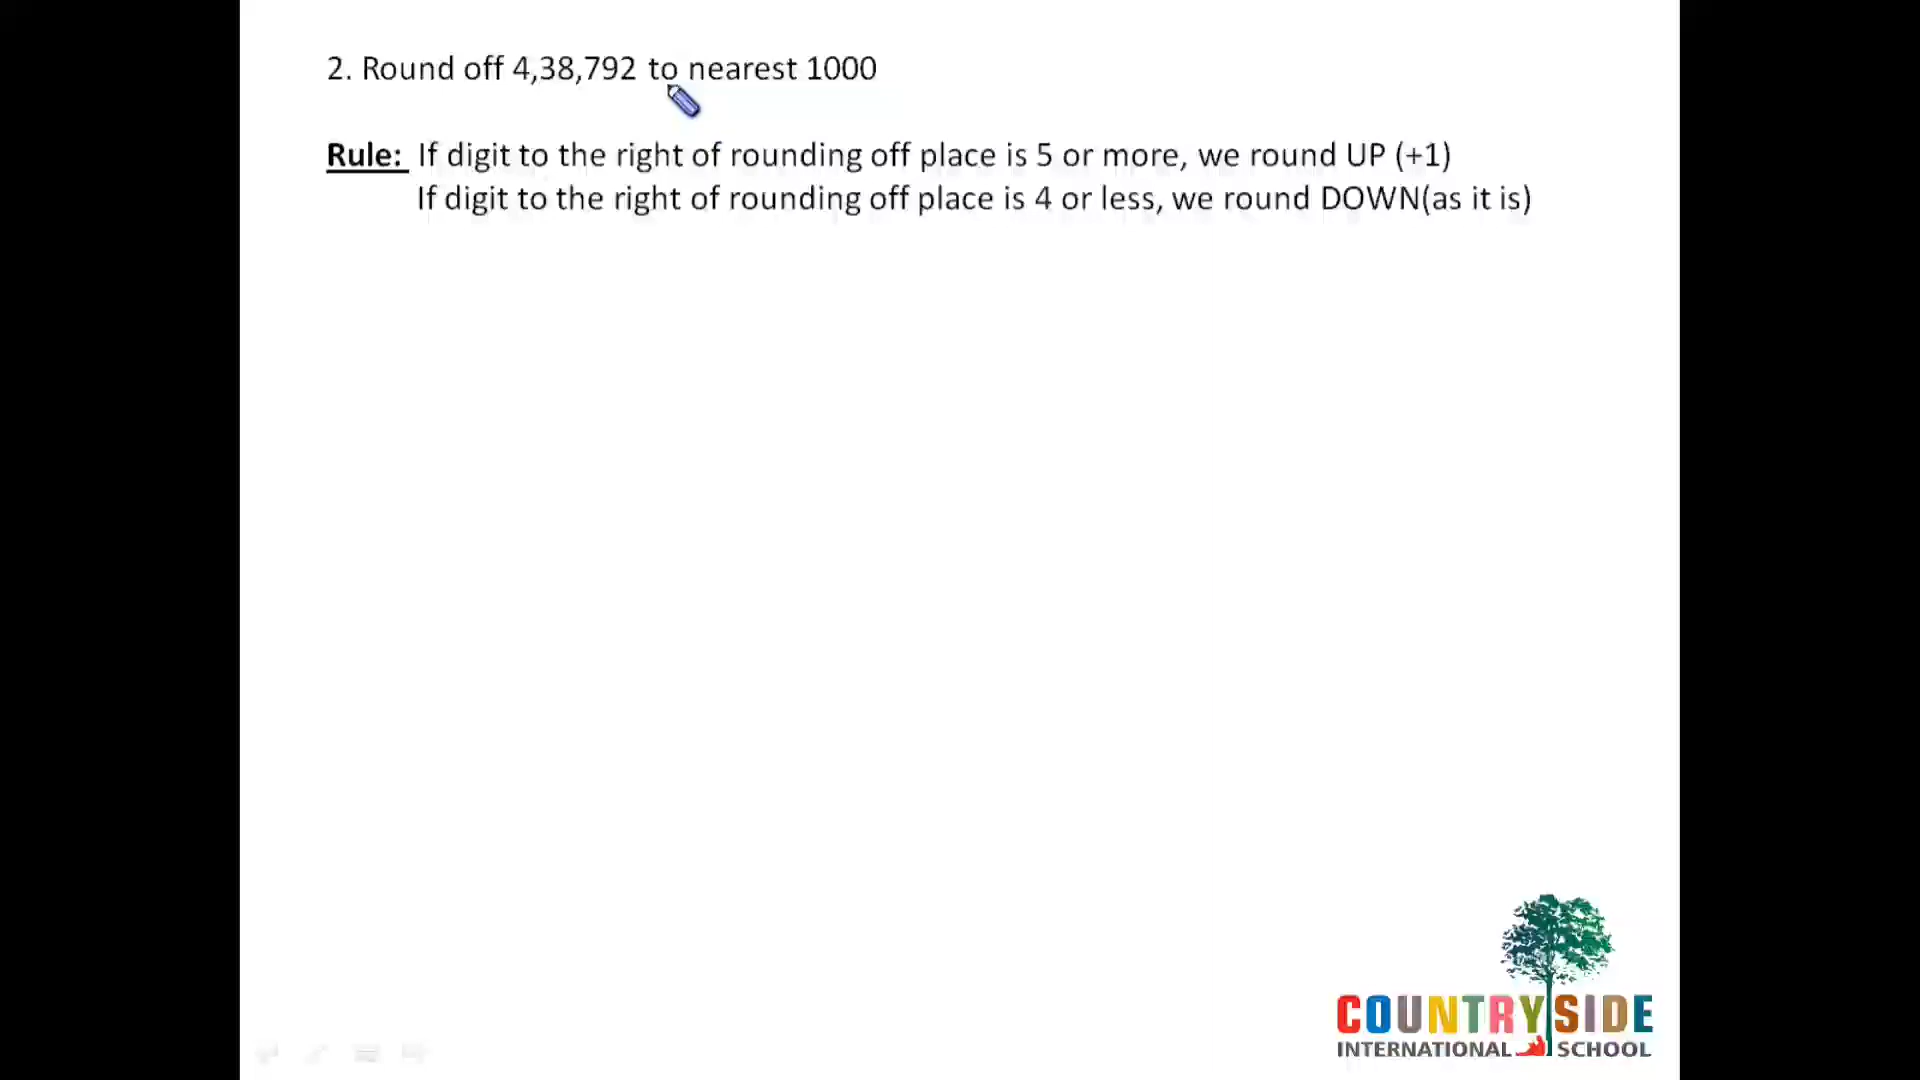 2. Round off 4,38,792 to nearest 1000
Rule: If digit to the right of rounding off place is 5 or more, we round UP (+1)
If digit to the right of rounding off place is 4 or less, we round DOWN(as it is)
COUNTRYSIDE
INTERNATIONAL SCHOOL